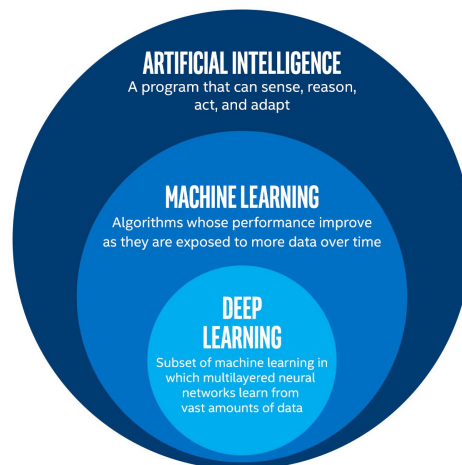 ARTIFICIAL INTELLIGENCE
A program that can sense, reason,
act, and adapt
MACHINE LEARNING
Algorithms whose performance improve
as they are exposed to more data over time
DEEP
LEARNING
Subset of machine learning in
which multilayered neural
networks learn from
vast amounts of data